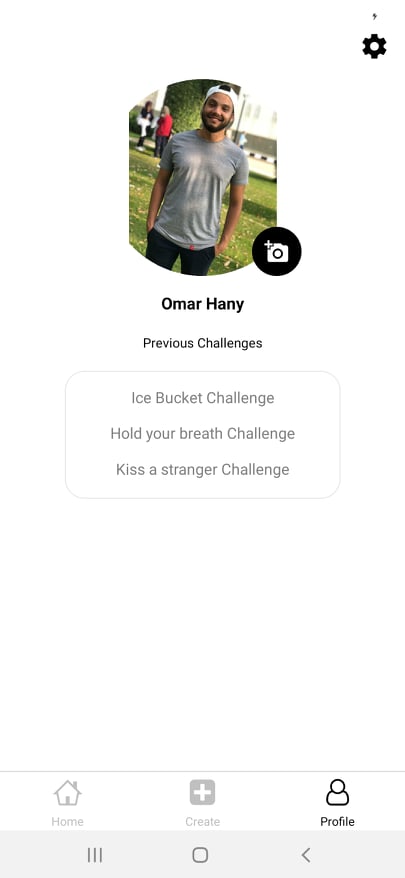 Omar Hany
Previous Challenges
Ice Bucket Challenge
Hold your breath Challenge
Kiss a stranger Challenge
Home
Create
Profile